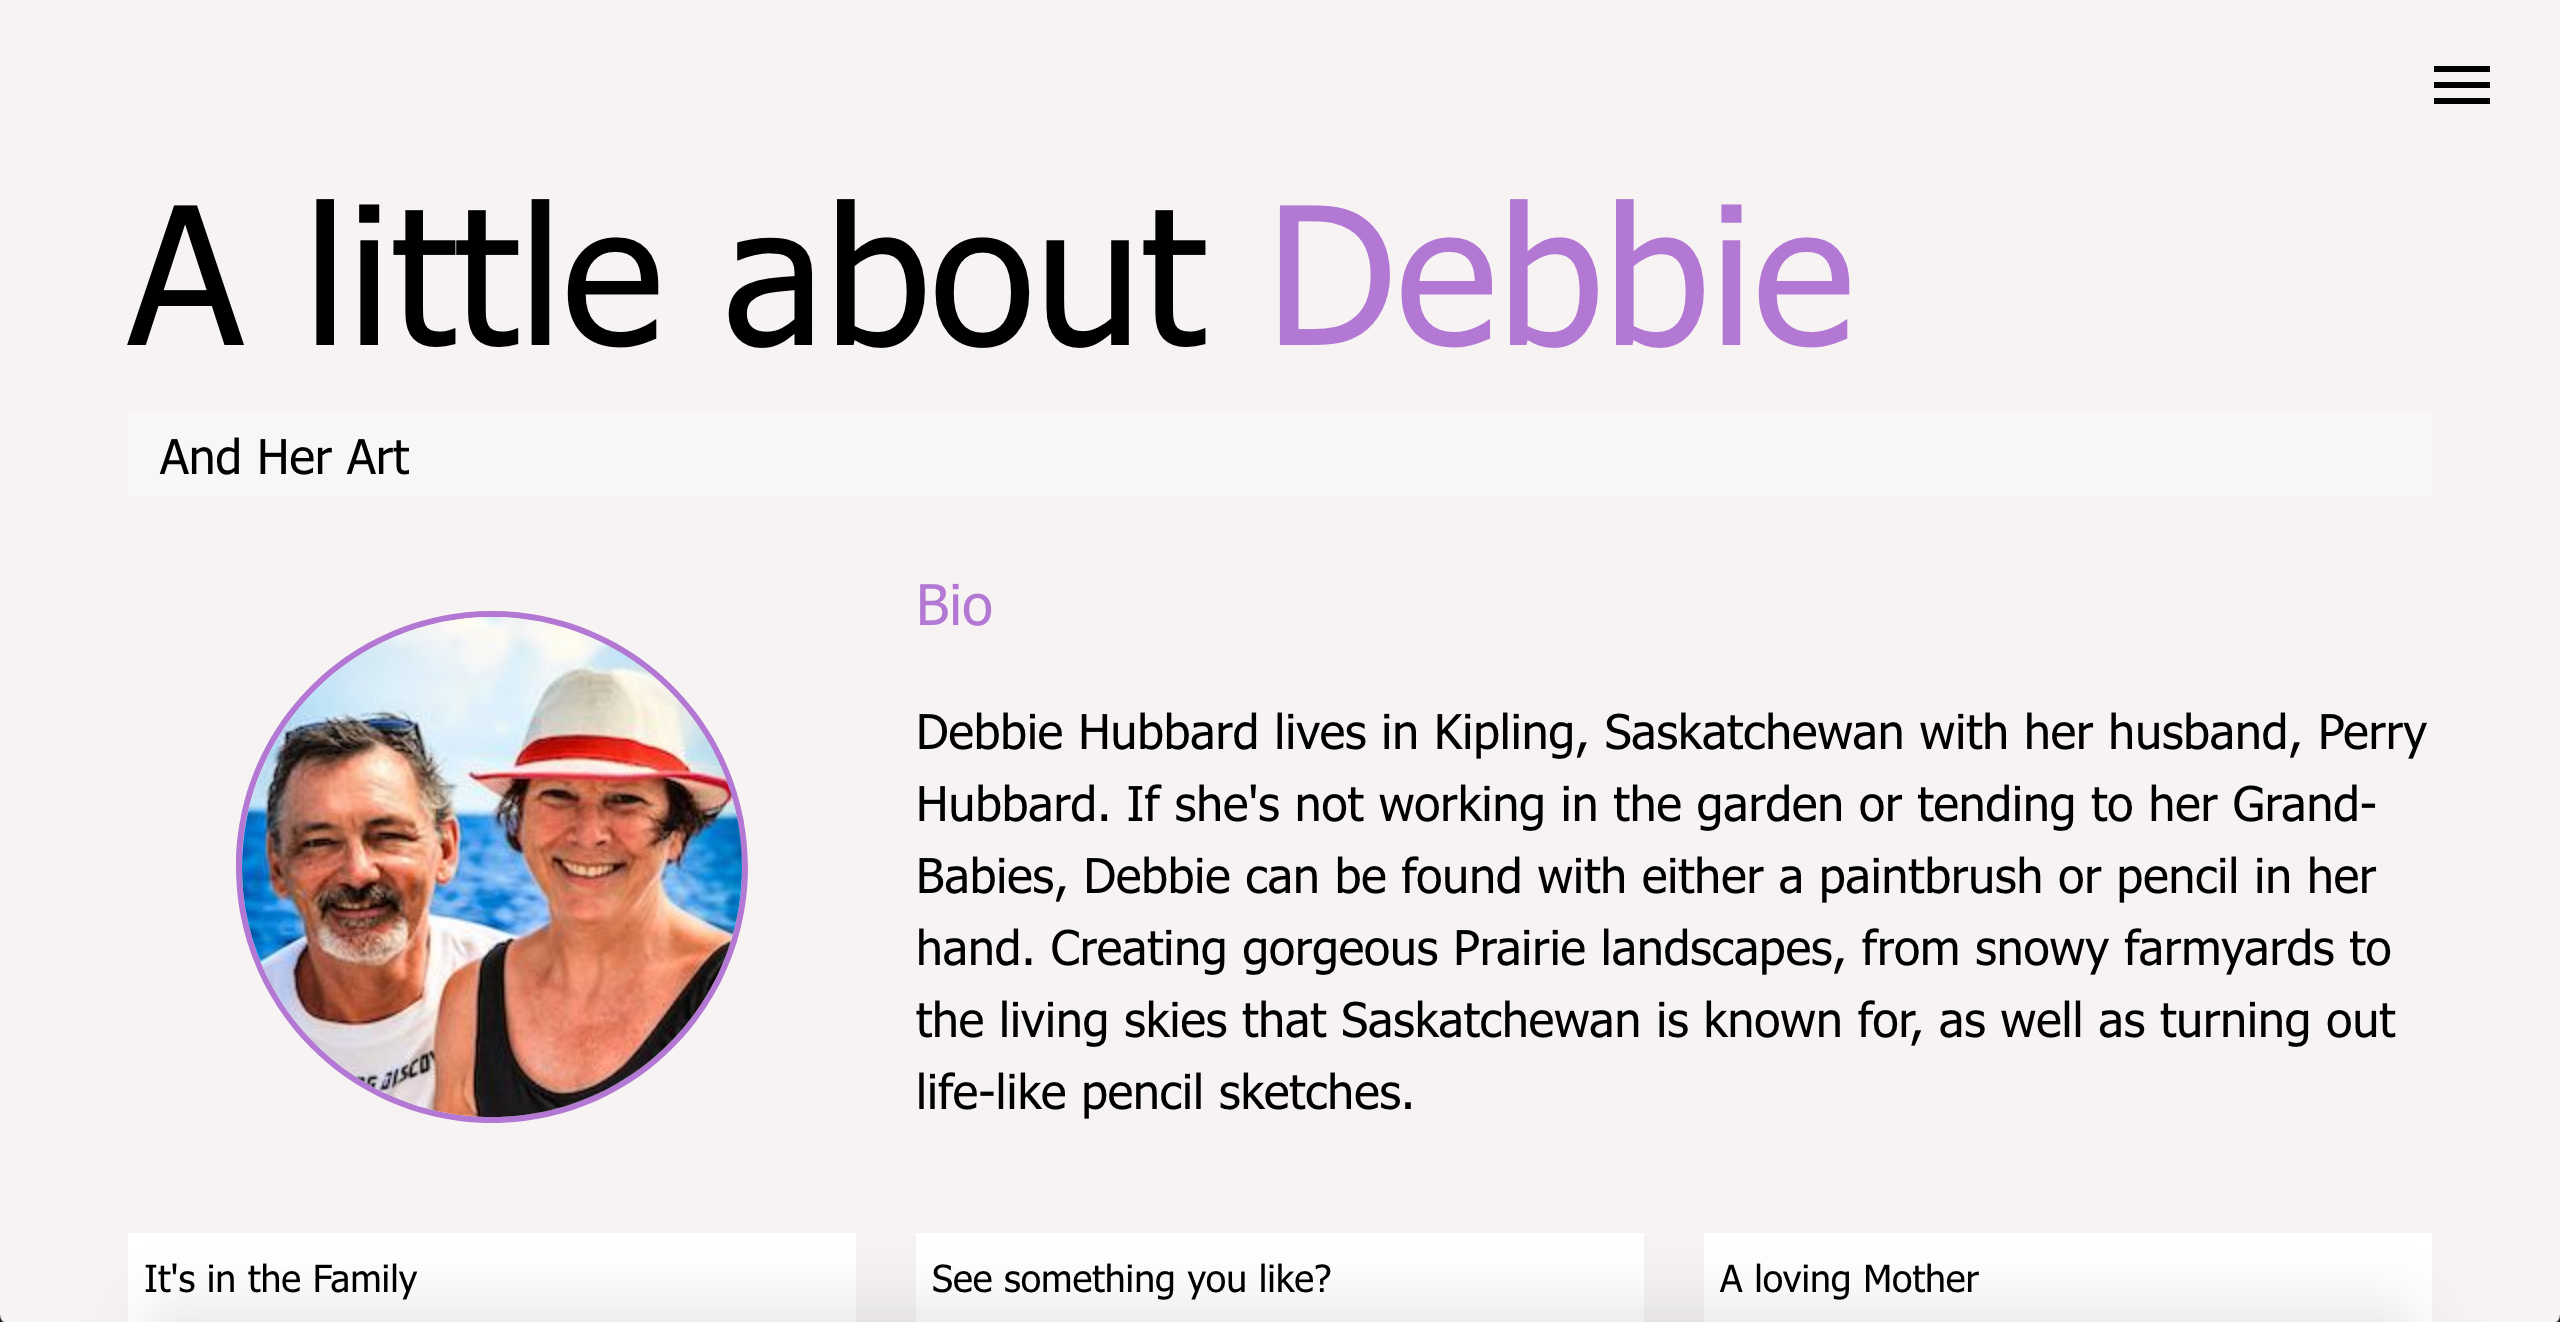 A little about Debbie
And Her Art
Bio
Debbie Hubbard lives in Kipling, Saskatchewan with her husband, Perry
Hubbard. If she's not working in the garden or tending to her Grand-
Babies, Debbie can be found with either a paintbrush or pencil in her
hand. Creating gorgeous Prairie landscapes, from snowy farmyards to
the living skies that Saskatchewan is known for, as well as turning out
life-like pencil sketches.
It's in the Family
See something you like?
A loving Mother